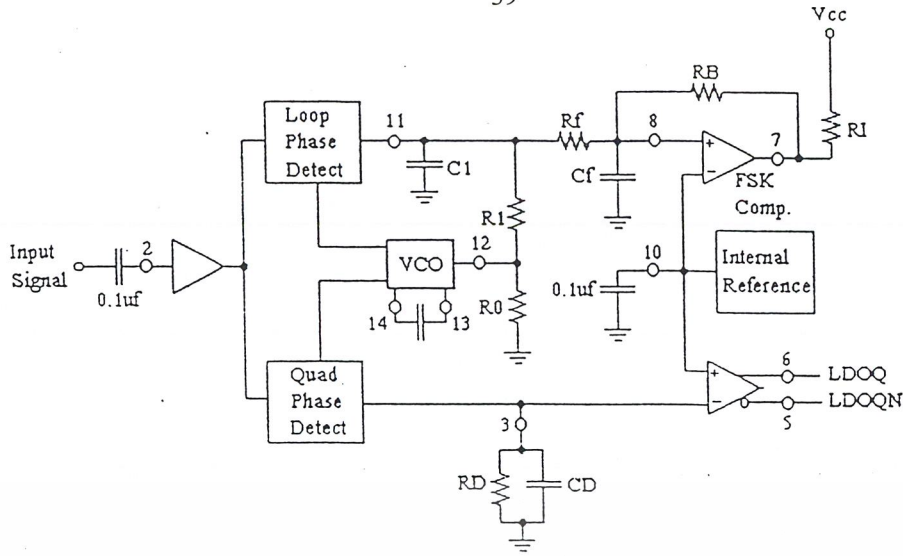 39
Vcc
RB
RI
Loop
Phase
Detect
11
C1
Rf
8
7
Cf
+
-
FSK
Comp.
R1
Input
Signal
0.1uf
2
VCO
12
14
13
R0
10
0.1uf
Internal
Reference
Quad
Phase
Detect
3
RD
CD
+
-
6
LDOQ
LDOQN
5